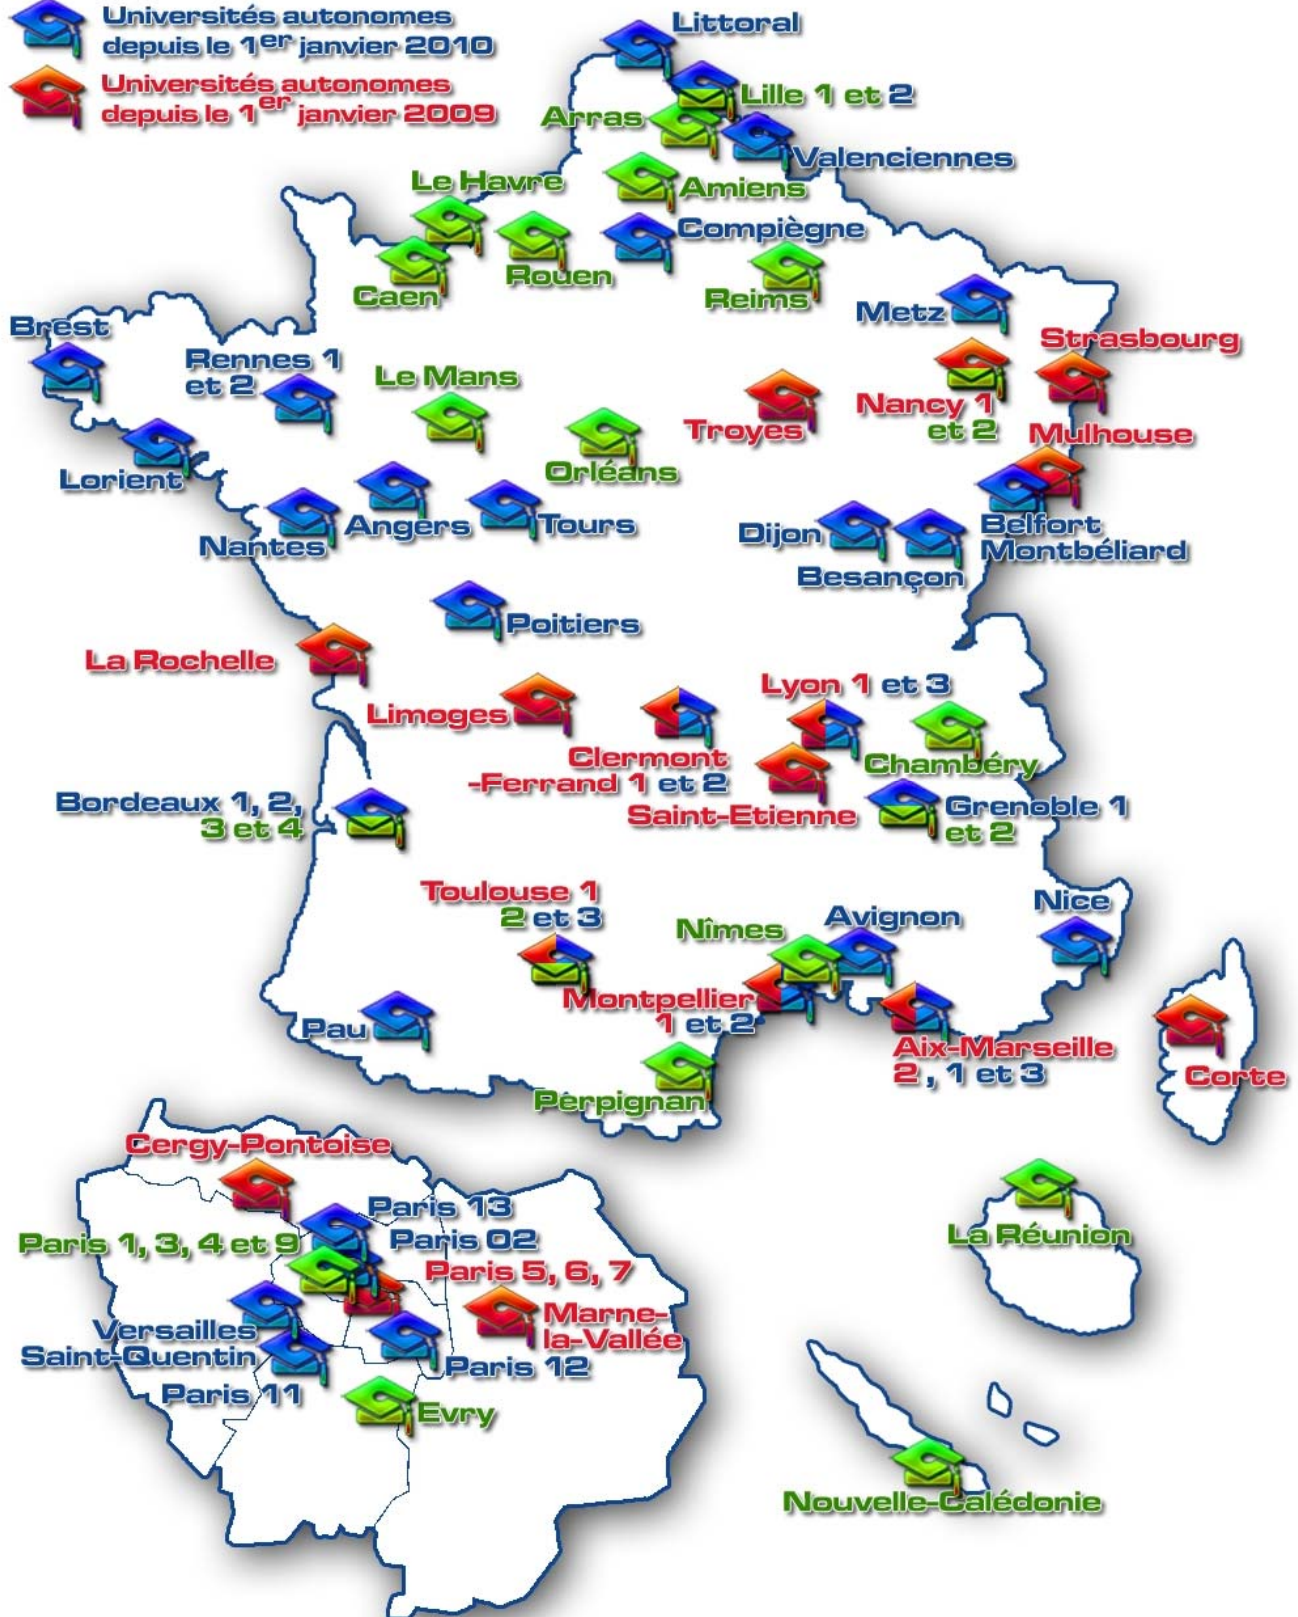 Universités autonomes
depuis le 1er janvier 2010
Universités autonomes
depuis le 1er janvier 2009
Littoral
Lille 1 et 2
Arras
Valenciennes
Le Havre
Amiens
Compiègne
Rouen
Caen
Reims
Metz
Brest
Strasbourg
Rennes 1
et 2
Le Mans
Nancy 1
et 2
Troyes
Mulhouse
Orléans
Lorient
Angers
Tours
Nantes
Dijon
Belfort
Montbéliard
Besançon
Poitiers
La Rochelle
Limoges
Lyon 1 et 3
Clermont
-Ferrand 1 et 2
Chambéry
Saint-Etienne
Bordeaux 1, 2,
3 et 4
Grenoble 1
et 2
Toulouse 1
2 et 3
Nîmes
Avignon
Nice
Montpellier
1 et 2
Pau
Aix-Marseille
2 , 1 et 3
Corte
Perpignan
Cergy-Pontoise
Paris 13
Paris 1, 3, 4 et 9
Paris 02
Paris 5, 6, 7
Marne-
la-Vallée
Versailles
Saint-Quentin
Paris 12
Paris 11
Evry
La Réunion
Nouvelle-Calédonie